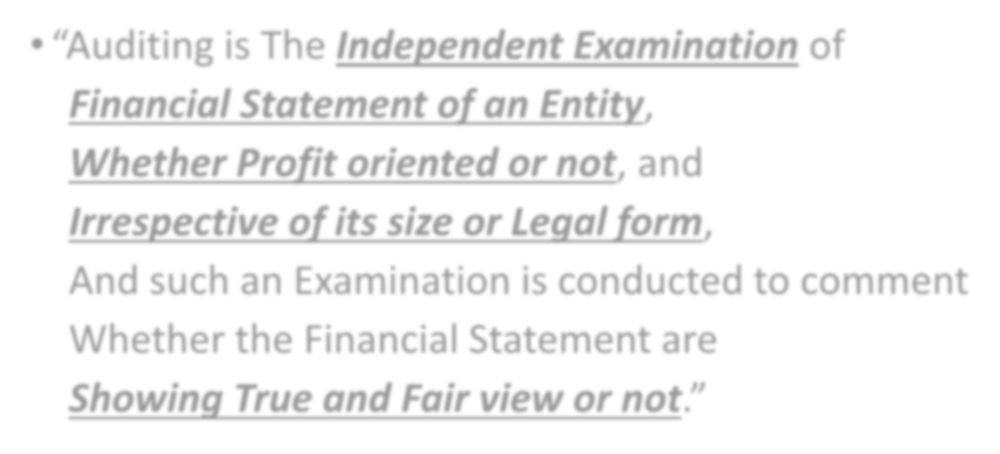 • “Auditing is The Independent Examination of
Financial Statement of an Entity,
Whether Profit oriented or not, and
Irrespective of its size or Legal form,
And such an Examination is conducted to comment
Whether the Financial Statement are
Showing True and Fair view or not.”